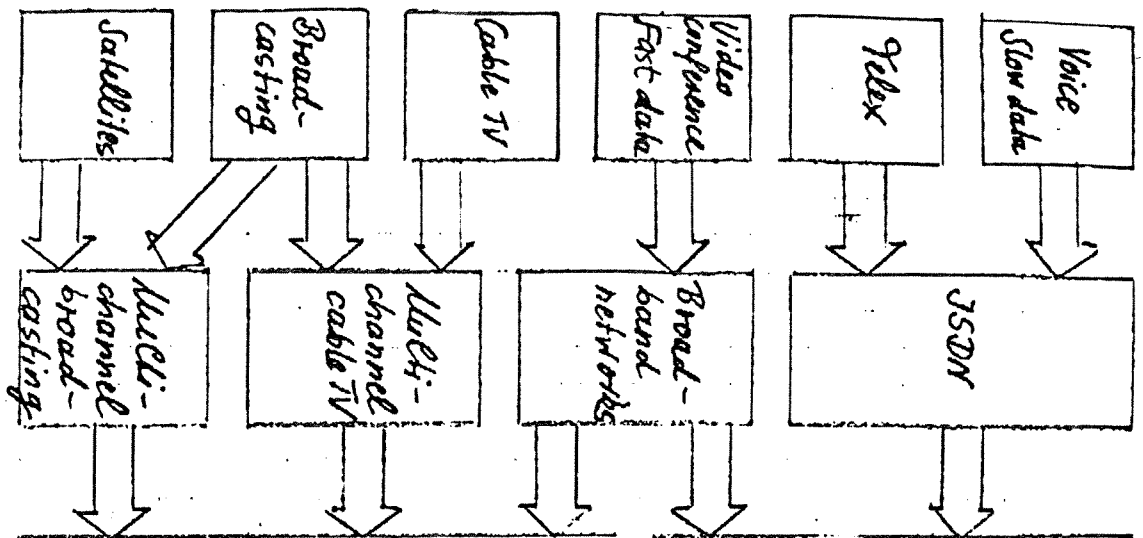 Voice
Slow data
Telex
Video
conference
Fast data
Cable TV
Broad-
casting
Satellites
ISDN
Broad-
band
networks
Multi-
channel
cable TV
Multi-
channel
broad-
casting